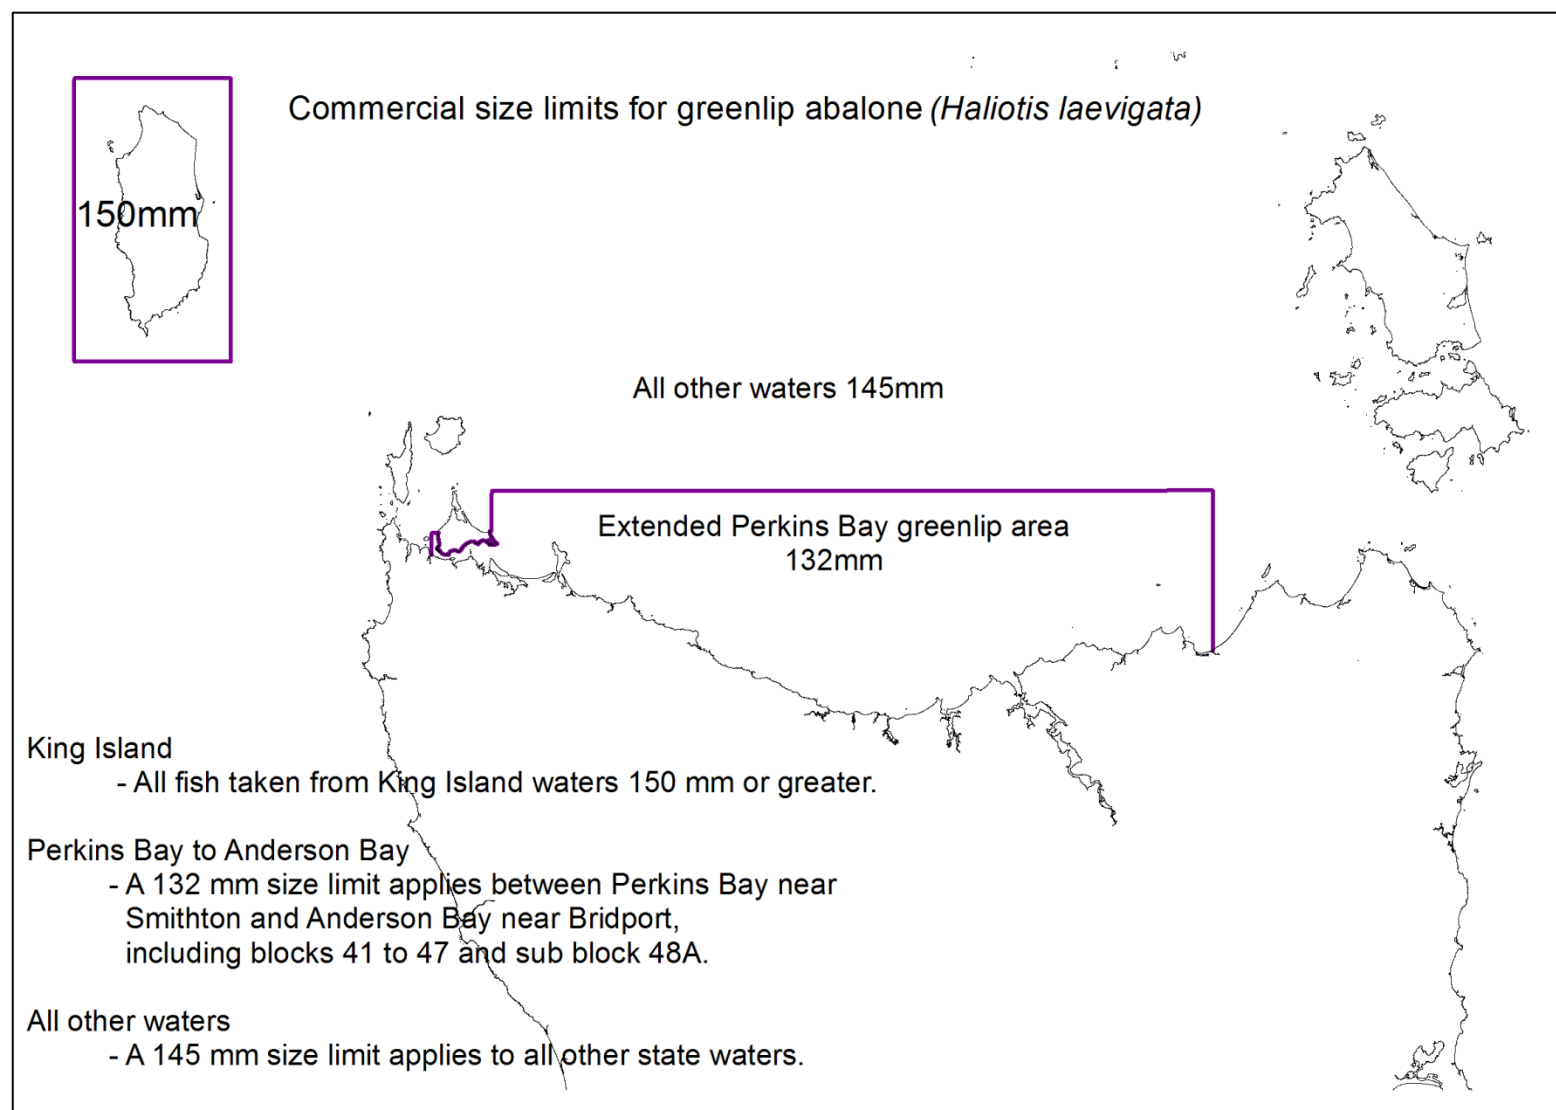 Commercial size limits for greenlip abalone (Haliotis laevigata)
150mm
All other waters 145mm
Extended Perkins Bay greenlip area
132mm
King Island
- All fish taken from King Island waters 150 mm or greater.
Perkins Bay to Anderson Bay
- A 132 mm size limit applies between Perkins Bay near
Smithton and Anderson Bay near Bridport,
including blocks 41 to 47 and sub block 48A.
All other waters
- A 145 mm size limit applies to all other state waters.